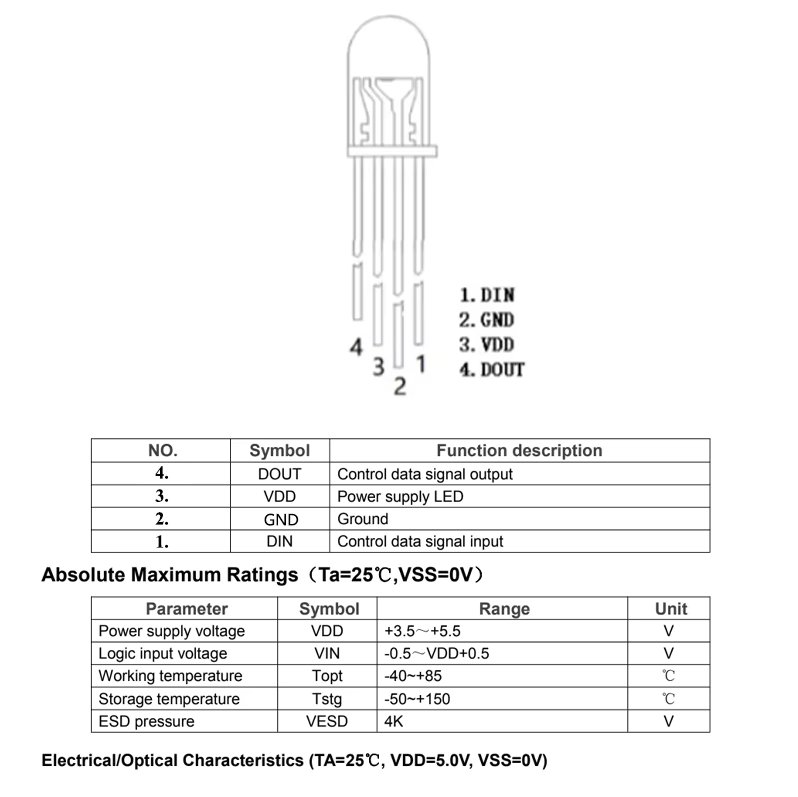 1. DIN
2. GND
3. VDD
4. DOUT
4
3
1
2
NO. Symbol Function description
4. DOUT Control data signal output
3. VDD Power supply LED
2. GND Ground
1. DIN Control data signal input
Absolute Maximum Ratings（Ta=25℃,VSS=0V）
Parameter Symbol Range Unit
Power supply voltage VDD +3.5～+5.5 V
Logic input voltage VIN -0.5～VDD+0.5 V
Working temperature Topt -40~+85 ℃
Storage temperature Tstg -50~+150 ℃
ESD pressure VESD 4K V
Electrical/Optical Characteristics (TA=25℃, VDD=5.0V, VSS=0V)